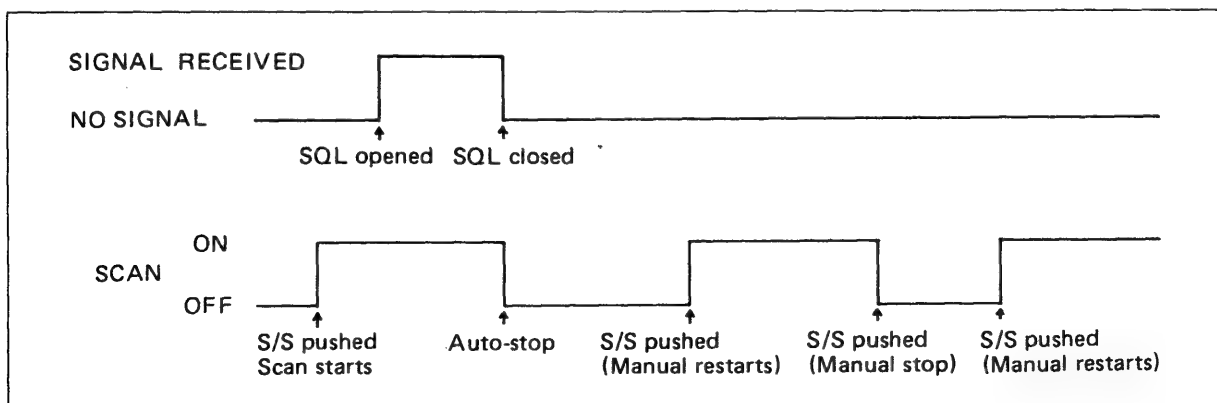 SIGNAL RECEIVED
NO SIGNAL
SQL opened SQL closed
ON
SCAN
OFF
S/S pushed Auto-stop S/S pushed S/S pushed S/S pushed
Scan starts (Manual restarts) (Manual stop) (Manual restarts)